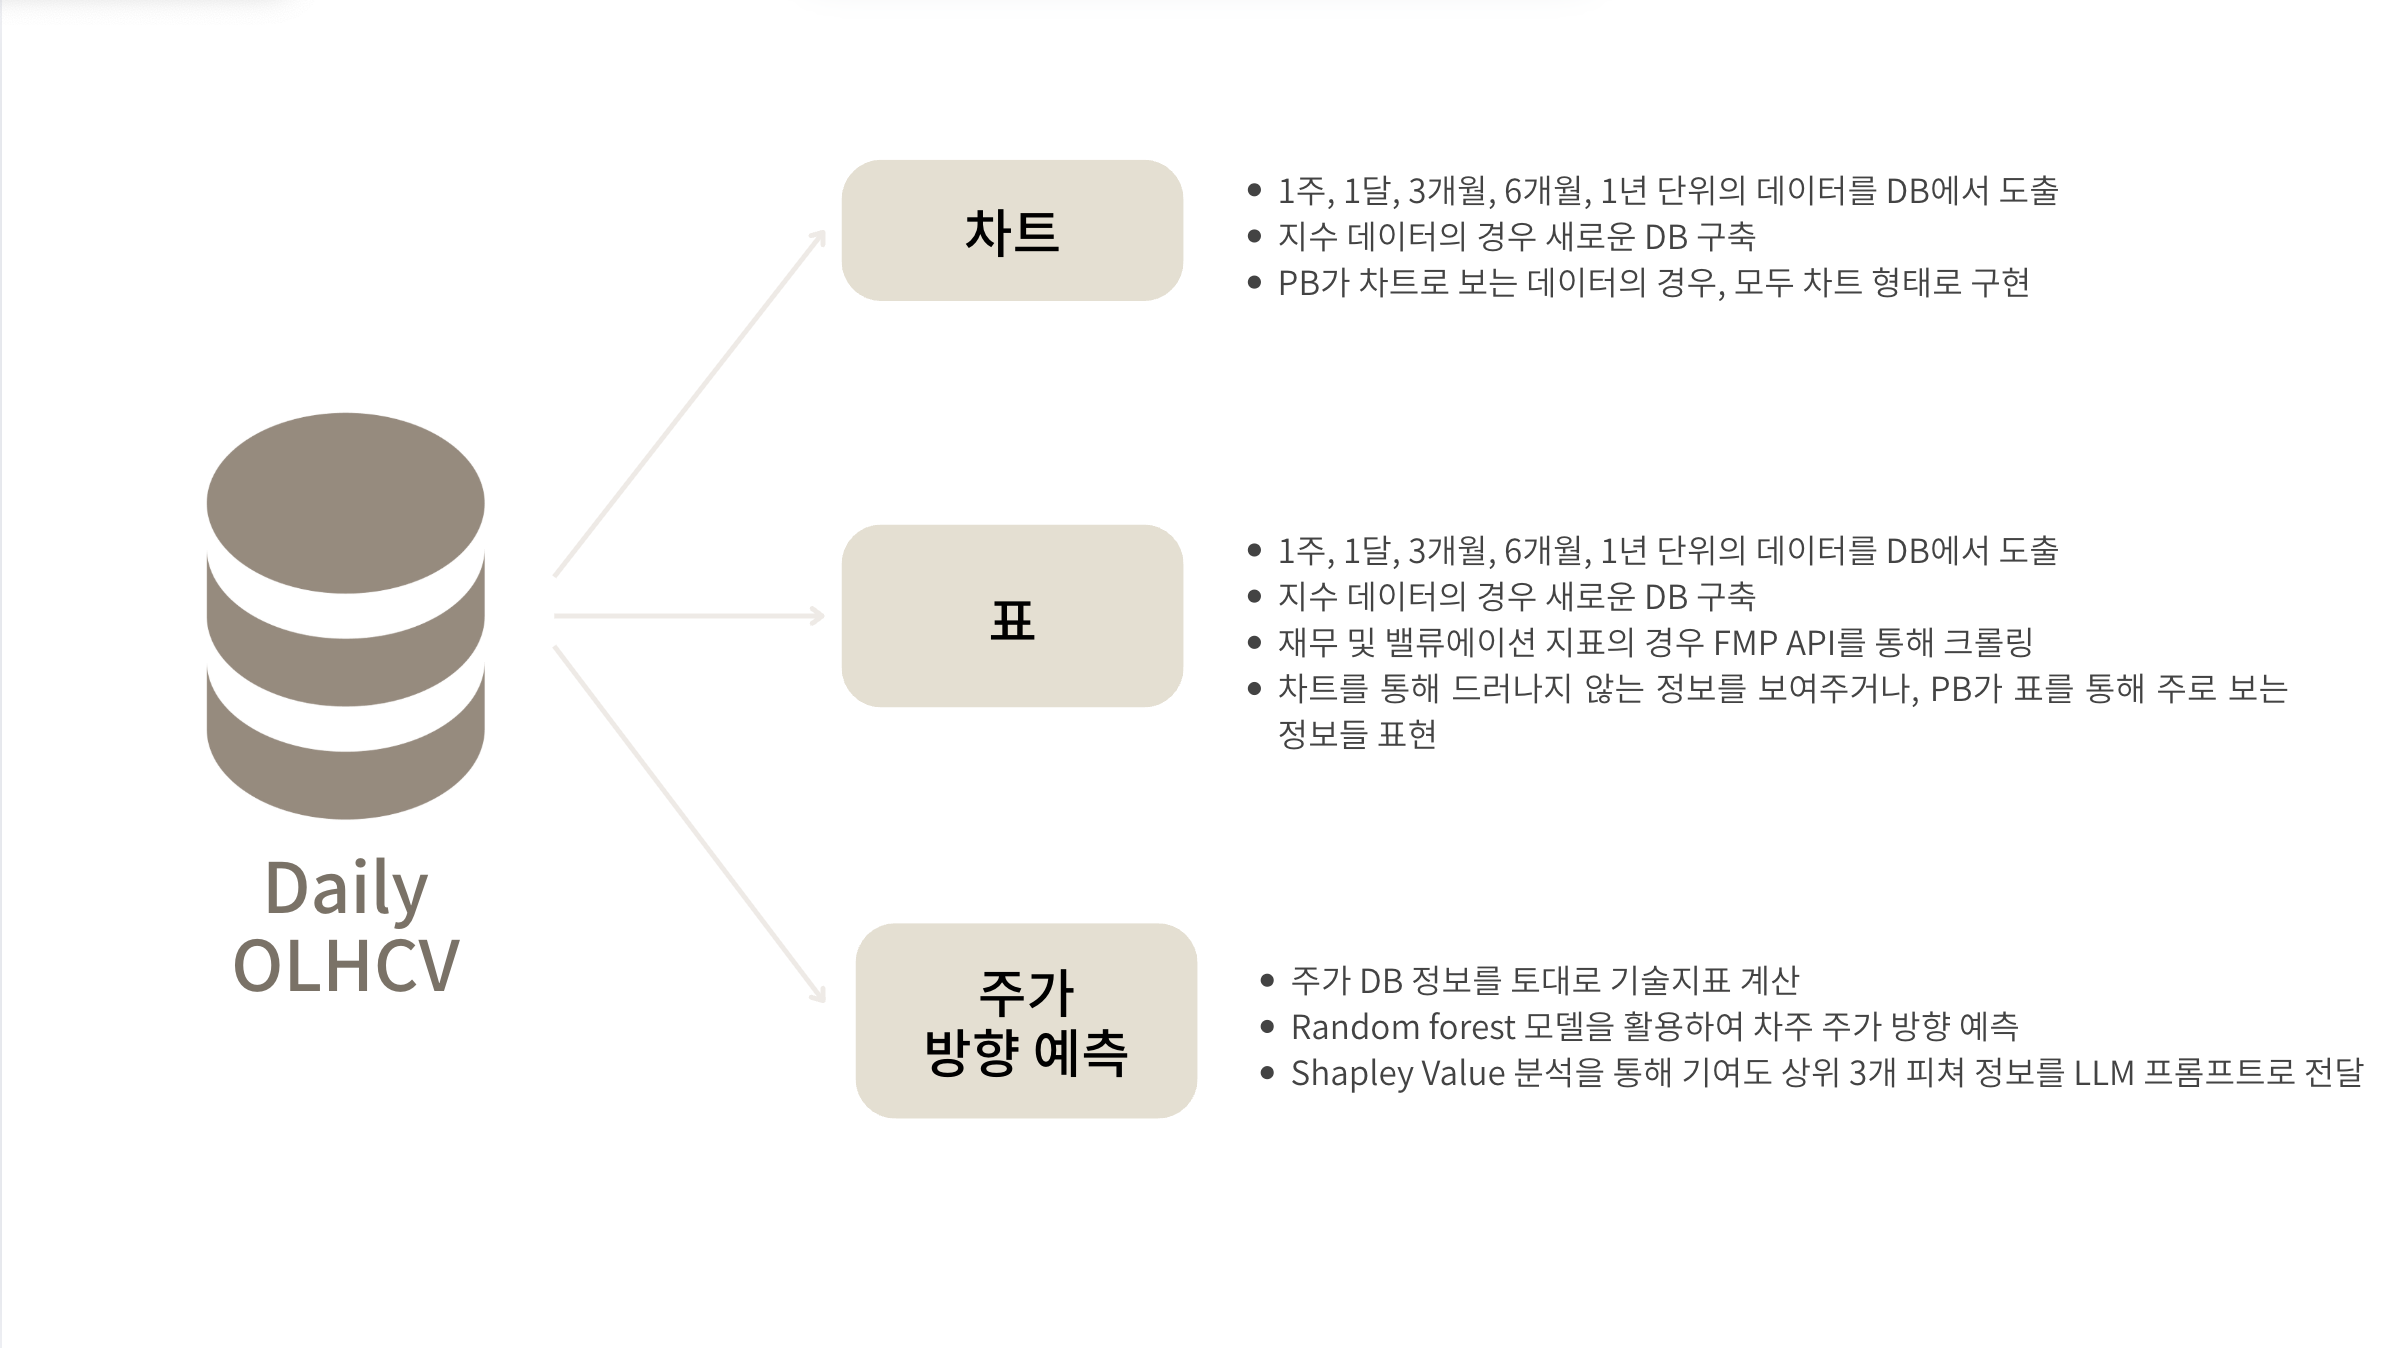 차트
• 1주, 1달, 3개월, 6개월, 1년 단위의 데이터를 DB에서 도출
• 지수 데이터의 경우 새로운 DB 구축
• PB가 차트로 보는 데이터의 경우, 모두 차트 형태로 구현
표
• 1주, 1달, 3개월, 6개월, 1년 단위의 데이터를 DB에서 도출
• 지수 데이터의 경우 새로운 DB 구축
• 재무 및 밸류에이션 지표의 경우 FMP API를 통해 크롤링
• 차트를 통해 드러나지 않는 정보를 보여주거나, PB가 표를 통해 주로 보는
정보들 표현
Daily
OLHCV
주가
방향 예측
• 주가 DB 정보를 토대로 기술지표 계산
• Random forest 모델을 활용하여 차주 주가 방향 예측
• Shapley Value 분석을 통해 기여도 상위 3개 피쳐 정보를 LLM 프롬프트로 전달